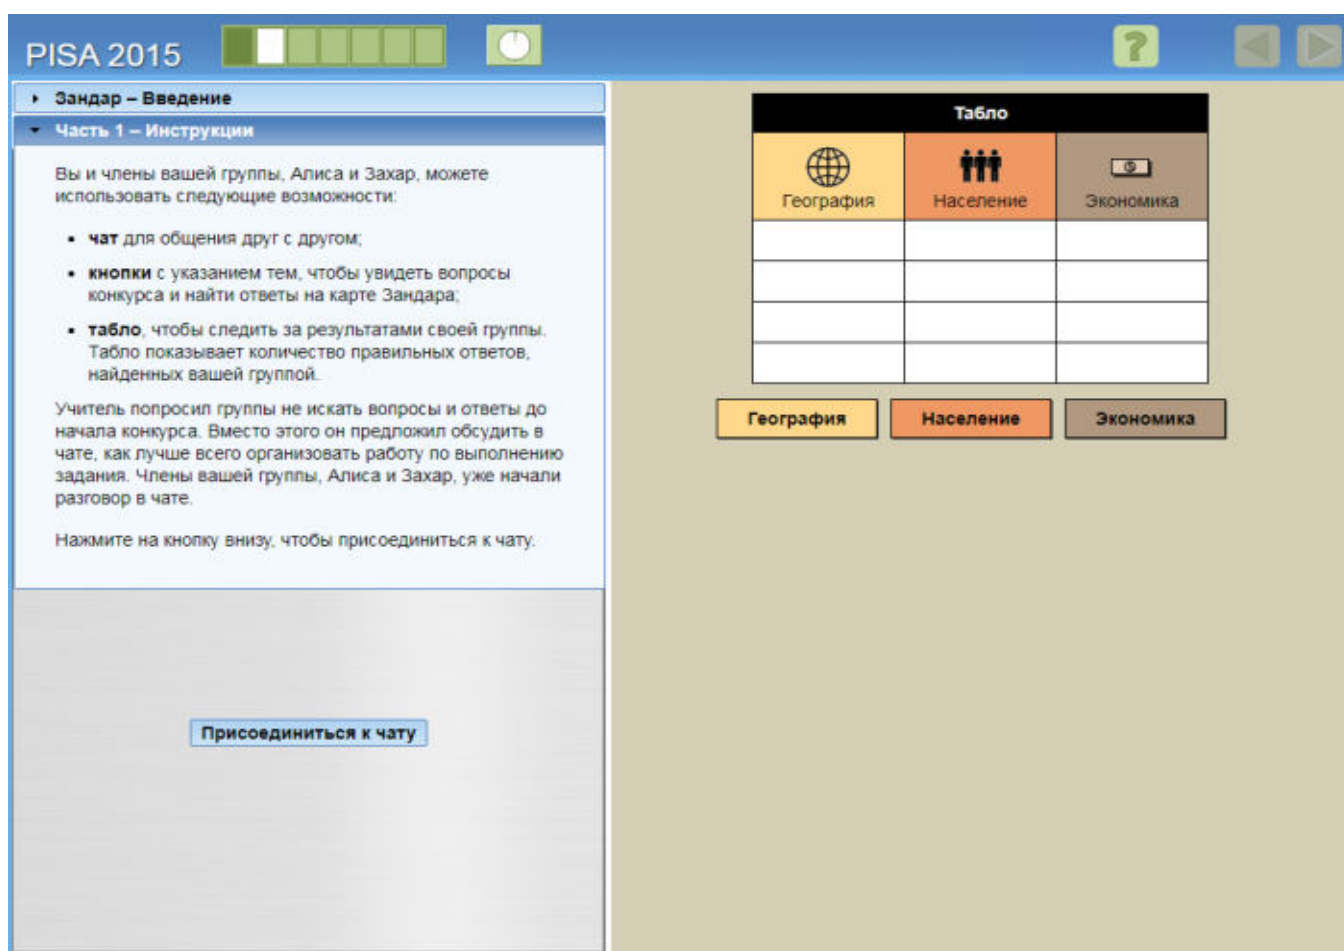 PISA 2015
?
Зандар – Введение
Часть 1 – Инструкции
Вы и члены вашей группы, Алиса и Захар, можете
использовать следующие возможности:
• чат для общения друг с другом;
• кнопки с указанием тем, чтобы увидеть вопросы
конкурса и найти ответы на карте Зандара;
• табло, чтобы следить за результатами своей группы.
Табло показывает количество правильных ответов,
найденных вашей группой.
Учитель попросил группы не искать вопросы и ответы до
начала конкурса. Вместо этого он предложил обсудить в
чате, как лучше всего организовать работу по выполнению
задания. Члены вашей группы, Алиса и Захар, уже начали
разговор в чате.
Нажмите на кнопку внизу, чтобы присоединиться к чату.
Присоединиться к чату
Табло
География Население Экономика
География Население Экономика